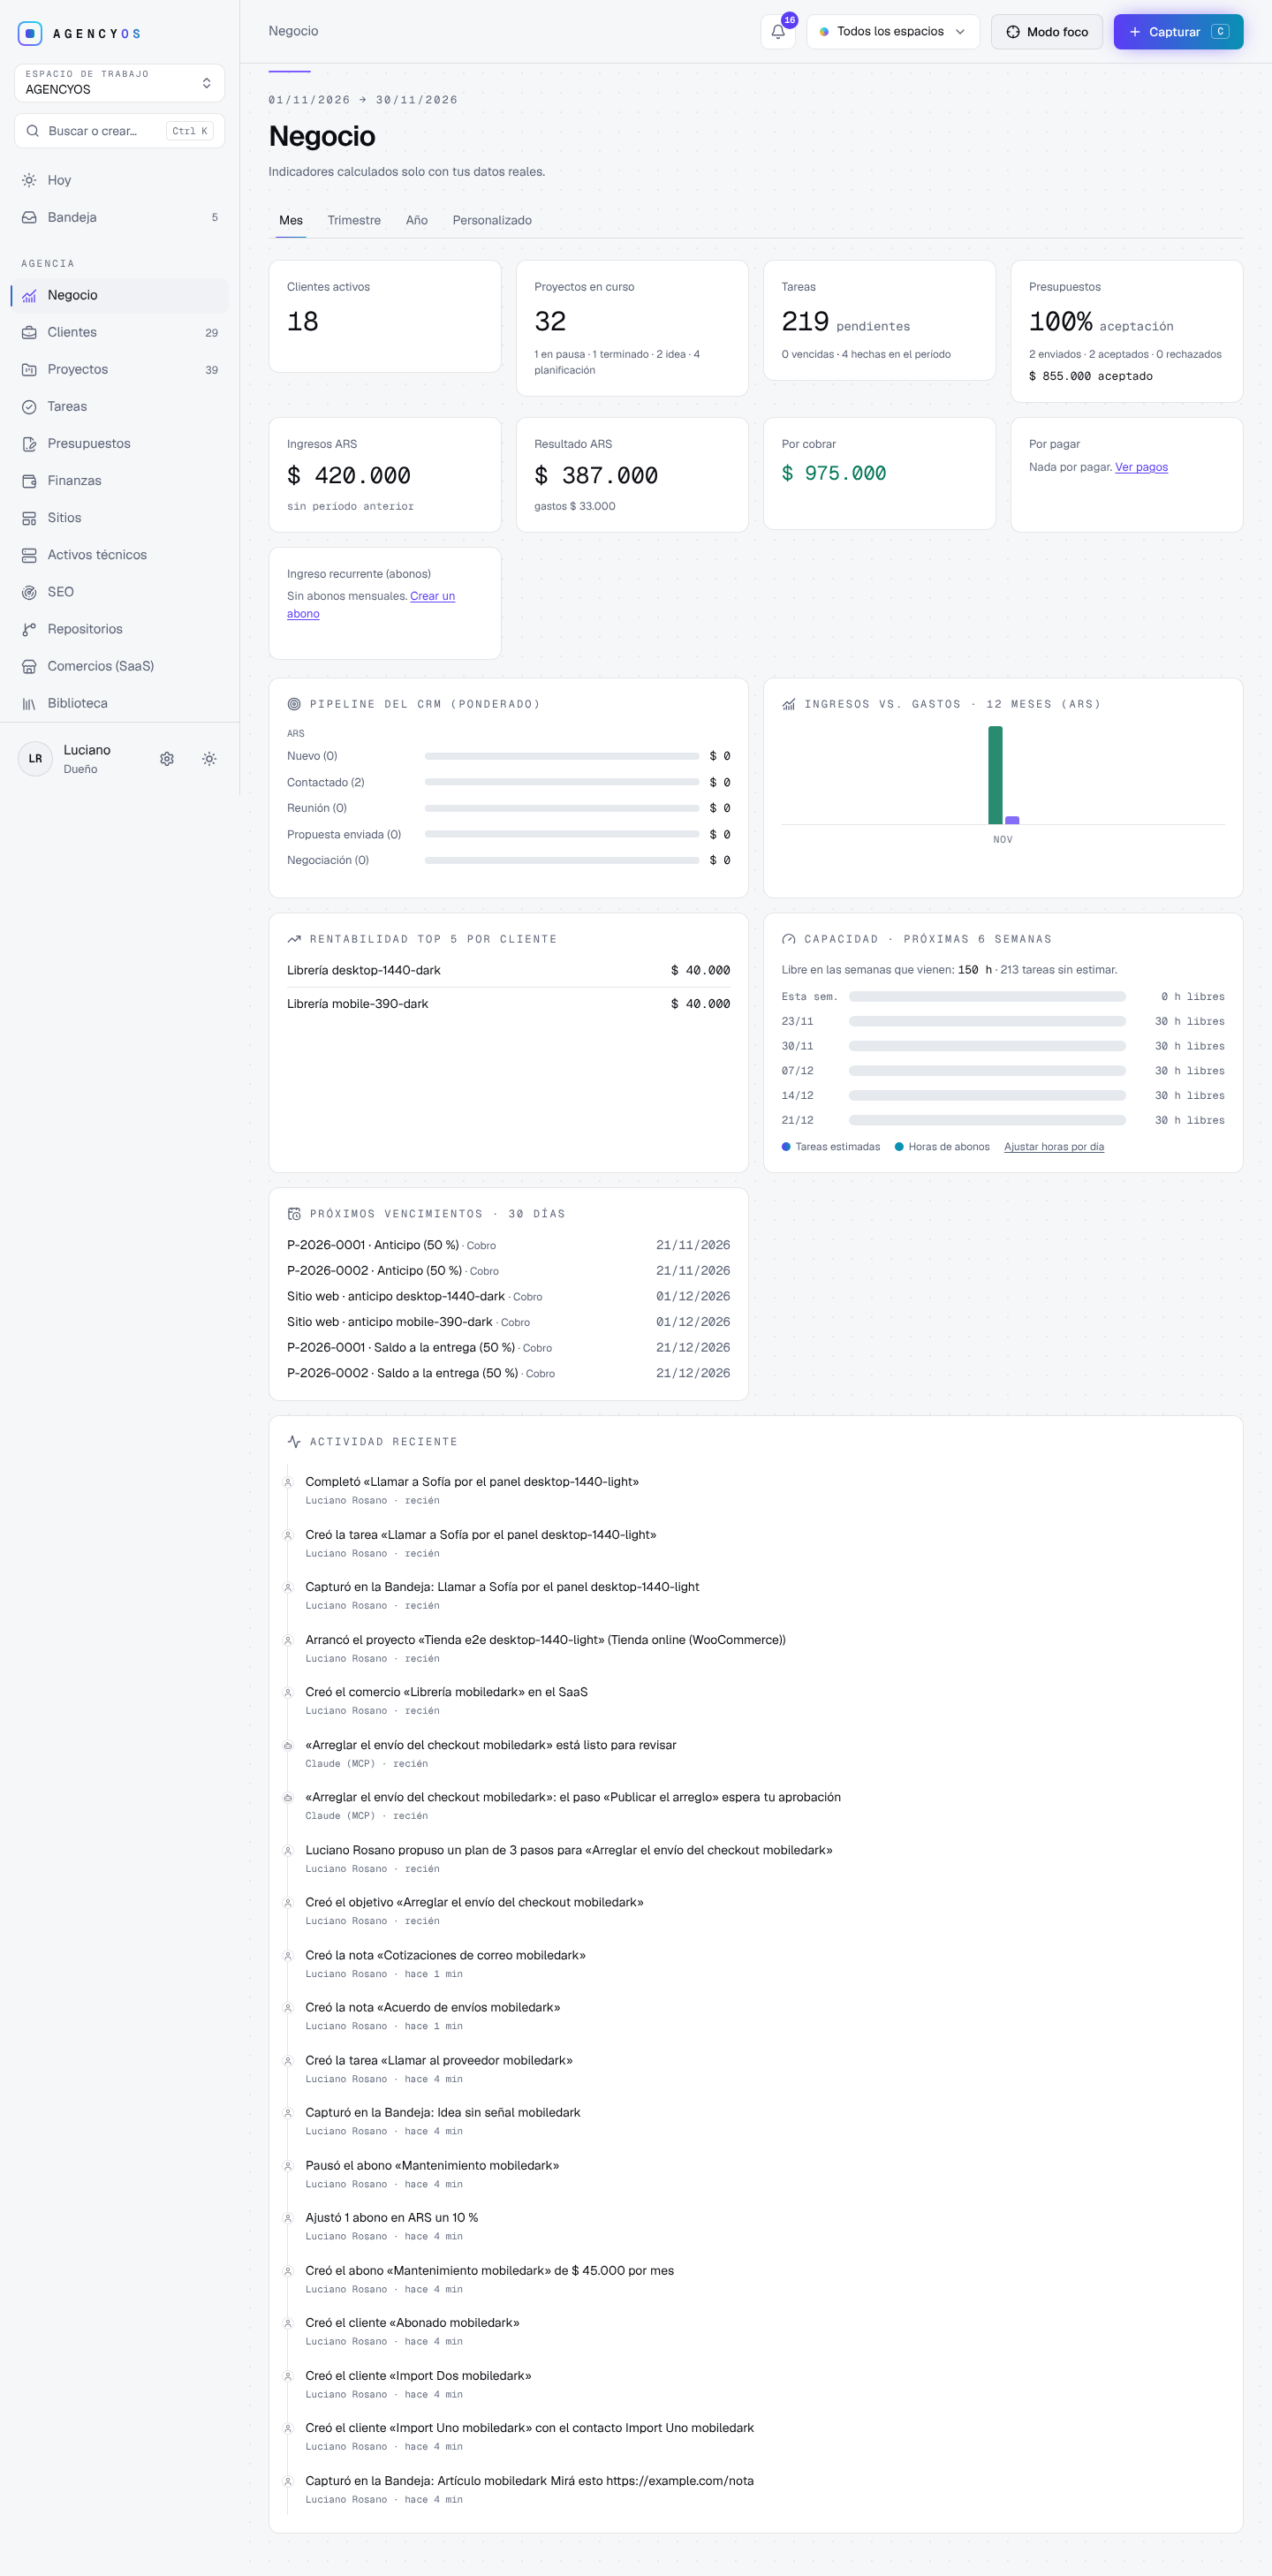 AGENCYOS
ESPACIO DE TRABAJO
AGENCYOS
Buscar o crear...
Ctrl K
Hoy
Bandeja 5
AGENCIA
Negocio
Clientes 29
Proyectos 39
Tareas
Presupuestos
Finanzas
Sitios
Activos técnicos
SEO
Repositorios
Comercios (SaaS)
Biblioteca
LR
Luciano
Dueño
Negocio
16
Todos los espacios
Modo foco
Capturar C
01/11/2026 → 30/11/2026
Negocio
Indicadores calculados solo con tus datos reales.
Mes Trimestre Año Personalizado
Clientes activos
18
Proyectos en curso
32
1 en pausa · 1 terminado · 2 idea · 4
planificación
Tareas
219 pendientes
0 vencidas · 4 hechas en el período
Presupuestos
100% aceptación
2 enviados · 2 aceptados · 0 rechazados
$ 855.000 aceptado
Ingresos ARS
$ 420.000
sin período anterior
Resultado ARS
$ 387.000
gastos $ 33.000
Por cobrar
$ 975.000
Por pagar
Nada por pagar. Ver pagos
Ingreso recurrente (abonos)
Sin abonos mensuales. Crear un
abono
PIPELINE DEL CRM (PONDERADO)
ARS
Nuevo (0) $ 0
Contactado (2) $ 0
Reunión (0) $ 0
Propuesta enviada (0) $ 0
Negociación (0) $ 0
INGRESOS VS. GASTOS · 12 MESES (ARS)
NOV
RENTABILIDAD TOP 5 POR CLIENTE
Librería desktop-1440-dark $ 40.000
Librería mobile-390-dark $ 40.000
CAPACIDAD · PRÓXIMAS 6 SEMANAS
Libre en las semanas que vienen: 150 h · 213 tareas sin estimar.
Esta sem. 0 h libres
23/11 30 h libres
30/11 30 h libres
07/12 30 h libres
14/12 30 h libres
21/12 30 h libres
Tareas estimadas Horas de abonos Ajustar horas por día
PRÓXIMOS VENCIMIENTOS · 30 DÍAS
P-2026-0001 · Anticipo (50 %) · Cobro 21/11/2026
P-2026-0002 · Anticipo (50 %) · Cobro 21/11/2026
Sitio web · anticipo desktop-1440-dark · Cobro 01/12/2026
Sitio web · anticipo mobile-390-dark · Cobro 01/12/2026
P-2026-0001 · Saldo a la entrega (50 %) · Cobro 21/12/2026
P-2026-0002 · Saldo a la entrega (50 %) · Cobro 21/12/2026
ACTIVIDAD RECIENTE
Completó «Llamar a Sofía por el panel desktop-1440-light»
Luciano Rosano · recién
Creó la tarea «Llamar a Sofía por el panel desktop-1440-light»
Luciano Rosano · recién
Capturó en la Bandeja: Llamar a Sofía por el panel desktop-1440-light
Luciano Rosano · recién
Arrancó el proyecto «Tienda e2e desktop-1440-light» (Tienda online (WooCommerce))
Luciano Rosano · recién
Creó el comercio «Librería mobiledark» en el SaaS
Luciano Rosano · recién
«Arreglar el envío del checkout mobiledark» está listo para revisar
Claude (MCP) · recién
«Arreglar el envío del checkout mobiledark»: el paso «Publicar el arreglo» espera tu aprobación
Claude (MCP) · recién
Luciano Rosano propuso un plan de 3 pasos para «Arreglar el envío del checkout mobiledark»
Luciano Rosano · recién
Creó el objetivo «Arreglar el envío del checkout mobiledark»
Luciano Rosano · recién
Creó la nota «Cotizaciones de correo mobiledark»
Luciano Rosano · hace 1 min
Creó la nota «Acuerdo de envíos mobiledark»
Luciano Rosano · hace 1 min
Creó la tarea «Llamar al proveedor mobiledark»
Luciano Rosano · hace 4 min
Capturó en la Bandeja: Idea sin señal mobiledark
Luciano Rosano · hace 4 min
Pausó el abono «Mantenimiento mobiledark»
Luciano Rosano · hace 4 min
Ajustó 1 abono en ARS un 10 %
Luciano Rosano · hace 4 min
Creó el abono «Mantenimiento mobiledark» de $ 45.000 por mes
Luciano Rosano · hace 4 min
Creó el cliente «Abonado mobiledark»
Luciano Rosano · hace 4 min
Creó el cliente «Import Dos mobiledark»
Luciano Rosano · hace 4 min
Creó el cliente «Import Uno mobiledark» con el contacto Import Uno mobiledark
Luciano Rosano · hace 4 min
Capturó en la Bandeja: Artículo mobiledark Mirá esto https://example.com/nota
Luciano Rosano · hace 4 min